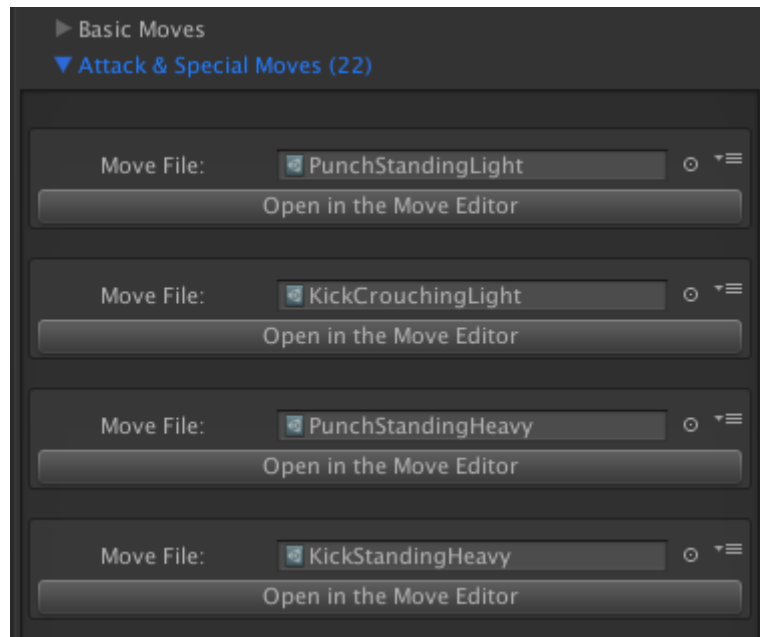 Basic Moves
Attack & Special Moves (22)
Move File: PunchStandingLight
Open in the Move Editor
Move File: KickCrouchingLight
Open in the Move Editor
Move File: PunchStandingHeavy
Open in the Move Editor
Move File: KickStandingHeavy
Open in the Move Editor